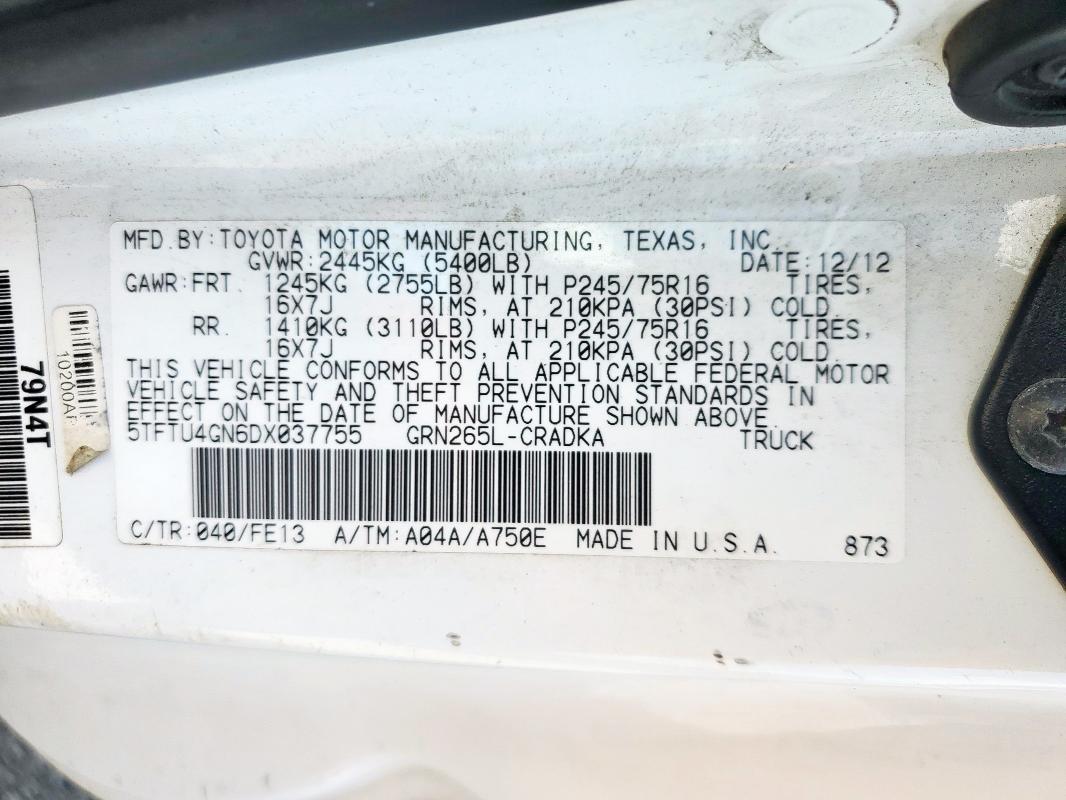 MFD.BY:TOYOTA MOTOR MANUFACTURING, TEXAS, INC.
GVWR:2445KG (5400LB) DATE:12/12
GAWR:FRT. 1245KG (2755LB) WITH P245/75R16 TIRES,
16X7J RIMS, AT 210KPA (30PSI) COLD.
RR. 1410KG (3110LB) WITH P245/75R16 TIRES,
16X7J RIMS, AT 210KPA (30PSI) COLD.
THIS VEHICLE CONFORMS TO ALL APPLICABLE FEDERAL MOTOR
VEHICLE SAFETY AND THEFT PREVENTION STANDARDS IN
EFFECT ON THE DATE OF MANUFACTURE SHOWN ABOVE.
5TFTU4GN6DX037755 GRN265L-CRADKA TRUCK
C/TR:040/FE13 A/TM:A04A/A750E MADE IN U.S.A. 873
79N4T